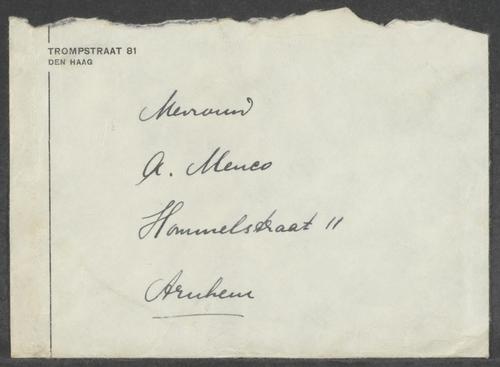 TROMPSTRAAT 81
DEN HAAG
Mevrouw
A. Menco
Hommelstraat 11
Arnhem